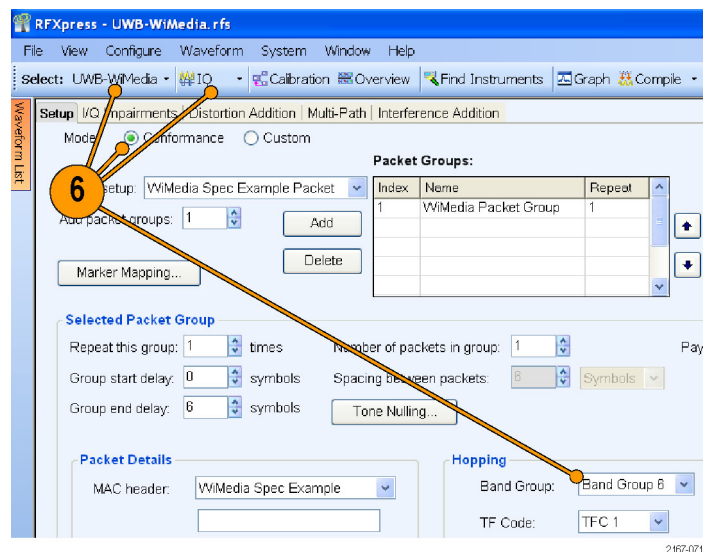 RFXpress - UWB-WiMedia.rfs
File View Configure Waveform System Window Help
Select: UWB-WiMedia IQ Calibration Overview Find Instruments Graph Compile
Waveform List
Setup I/Q Impairments Distortion Addition Multi-Path Interference Addition
Mode Conformance Custom
Packet Groups:
6
setup: WiMedia Spec Example Packet
Index Name Repeat
1 WiMedia Packet Group 1
Add packet groups: 1
Add
Delete
Marker Mapping...
Selected Packet Group
Repeat this group: 1 times Number of packets in group: 1 Pay
Group start delay: 0 symbols Spacing between packets: 6 Symbols
Group end delay: 6 symbols Tone Nulling...
Packet Details
MAC header: WiMedia Spec Example
Hopping
Band Group: Band Group 6
TF Code: TFC 1
2167-071